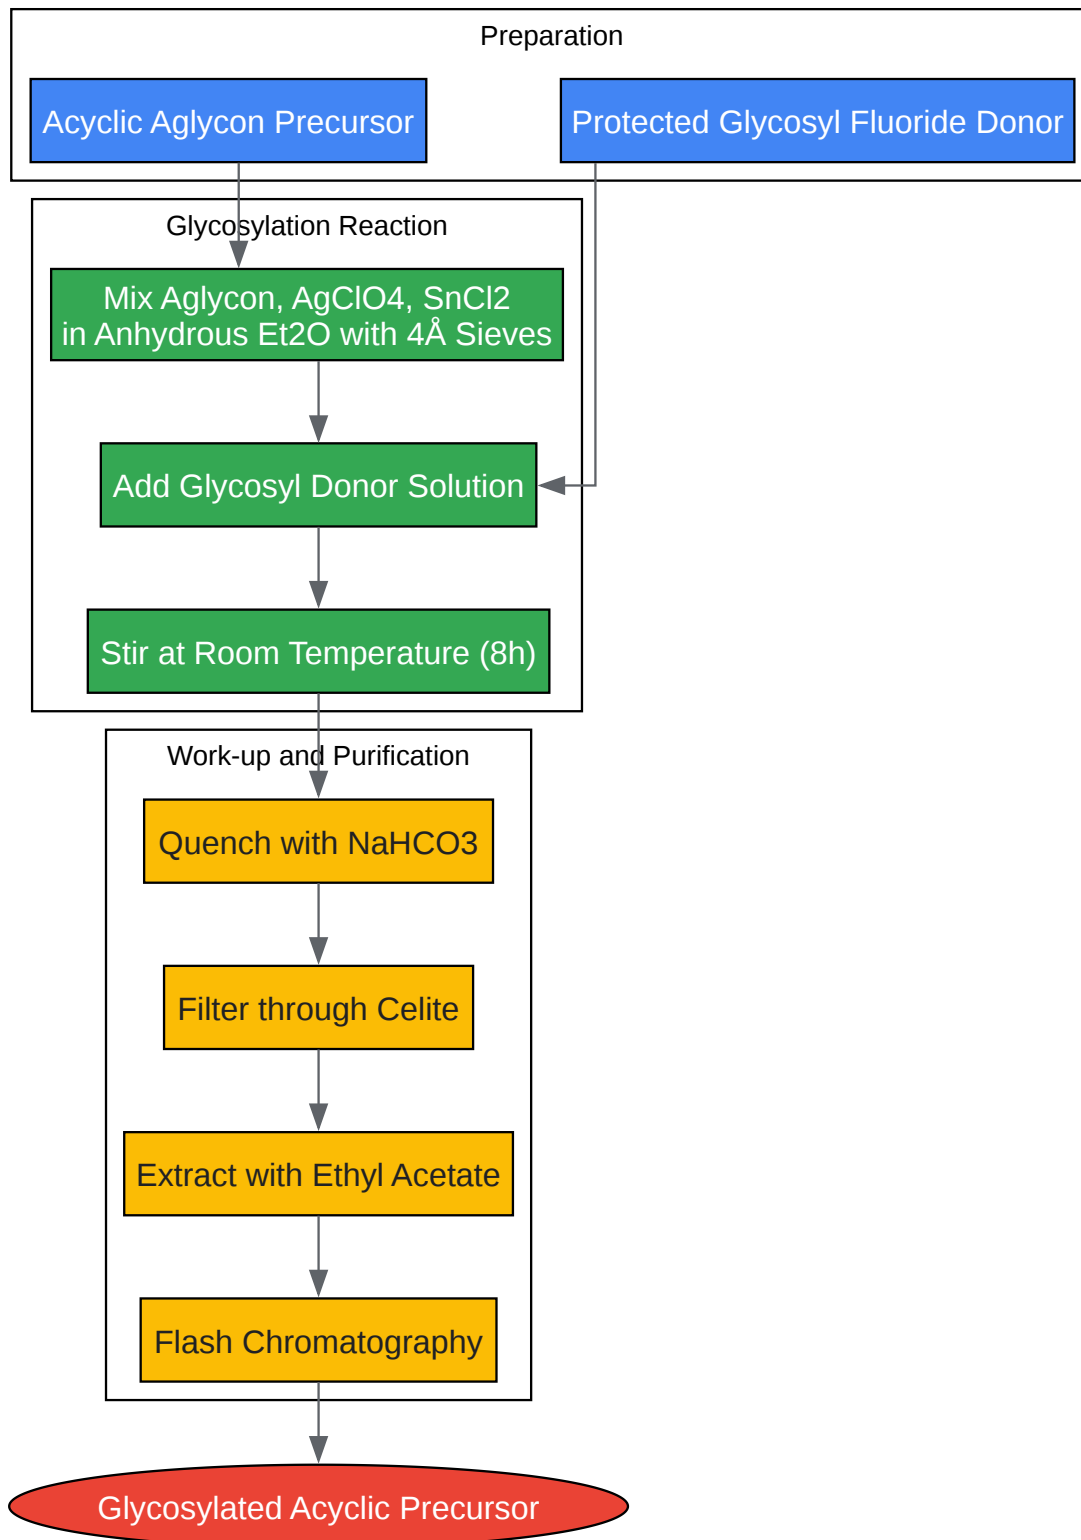 Preparation
Acyclic Aglycon Precursor
Protected Glycosyl Fluoride Donor
Glycosylation Reaction
Mix Aglycon, AgClO4, SnCl2
in Anhydrous Et2O with 4Å Sieves
Add Glycosyl Donor Solution
Stir at Room Temperature (8h)
Work-up and Purification
Quench with NaHCO3
Filter through Celite
Extract with Ethyl Acetate
Flash Chromatography
Glycosylated Acyclic Precursor